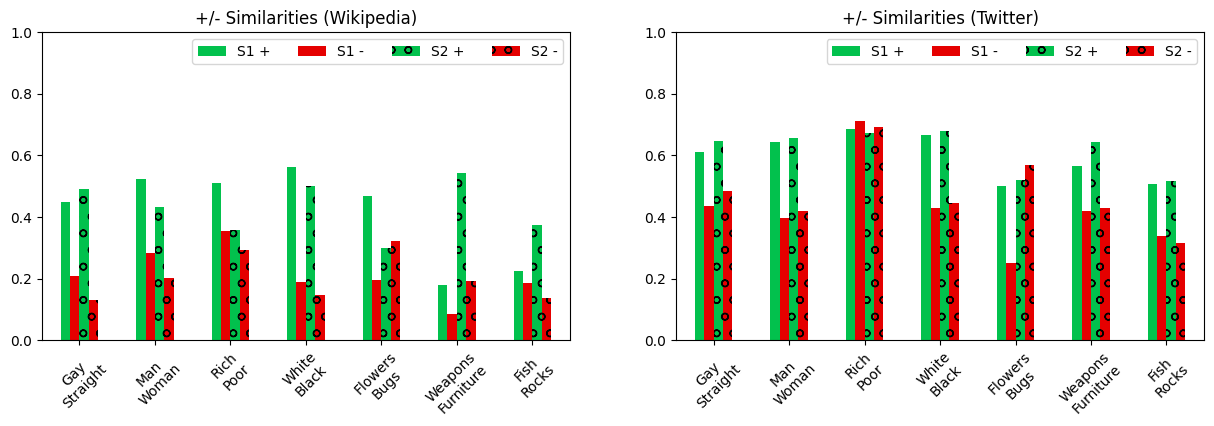 +/- Similarities (Wikipedia)
S1 + S1 - S2 + S2 -
1.0
0.8
0.6
0.4
0.2
0.0
Gay
Straight
Man
Woman
Rich
Poor
White
Black
Flowers
Bugs
Weapons
Furniture
Fish
Rocks
+/- Similarities (Twitter)
S1 + S1 - S2 + S2 -
1.0
0.8
0.6
0.4
0.2
0.0
Gay
Straight
Man
Woman
Rich
Poor
White
Black
Flowers
Bugs
Weapons
Furniture
Fish
Rocks